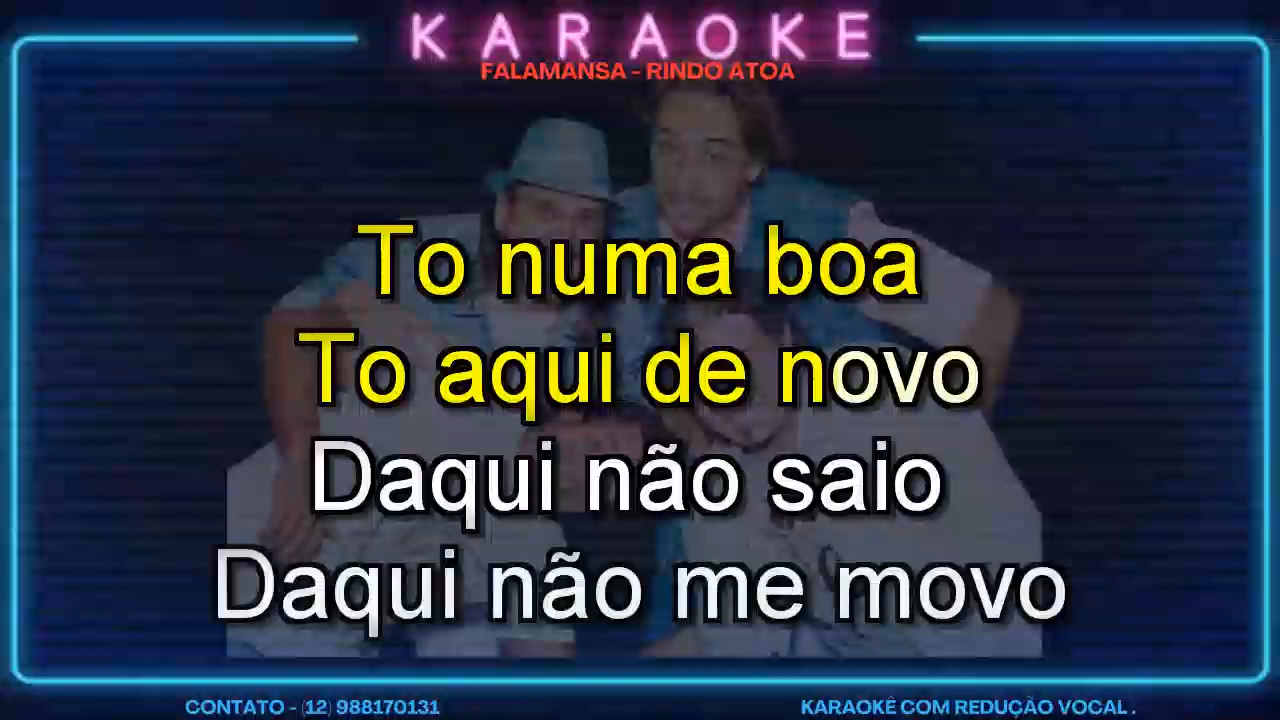 KARAOKE
FALAMANSA - RINDO ATOA
To numa boa
To aqui de novo
Daqui não saio
Daqui não me movo
CONTATO - (12) 988170131
KARAOKÊ COM REDUÇÃO VOCAL .